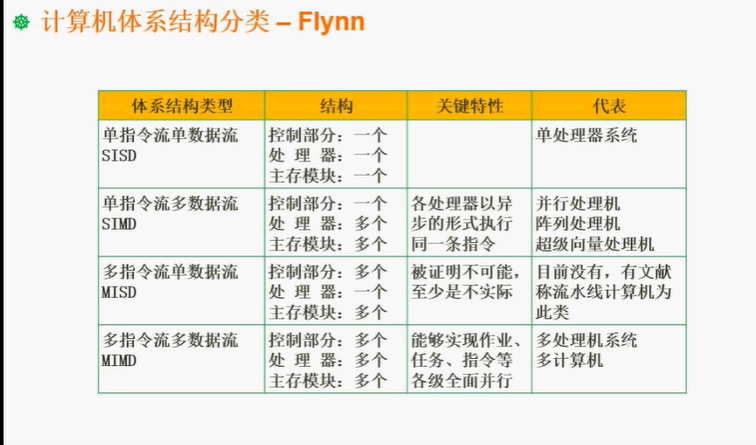 计算机体系结构分类 – Flynn
体系结构类型 结构 关键特性 代表
单指令流单数据流
SISD
控制部分：一个
处 理 器：一个
主存模块：一个
单处理器系统
单指令流多数据流
SIMD
控制部分：一个
处 理 器：多个
主存模块：多个
各处理器以异
步的形式执行
同一条指令
并行处理机
阵列处理机
超级向量处理机
多指令流单数据流
MISD
控制部分：多个
处 理 器：一个
主存模块：多个
被证明不可能，
至少是不实际
目前没有，有文献
称流水线计算机为
此类
多指令流多数据流
MIMD
控制部分：多个
处 理 器：多个
主存模块：多个
能够实现作业、
任务、指令等
各级全面并行
多处理机系统
多计算机